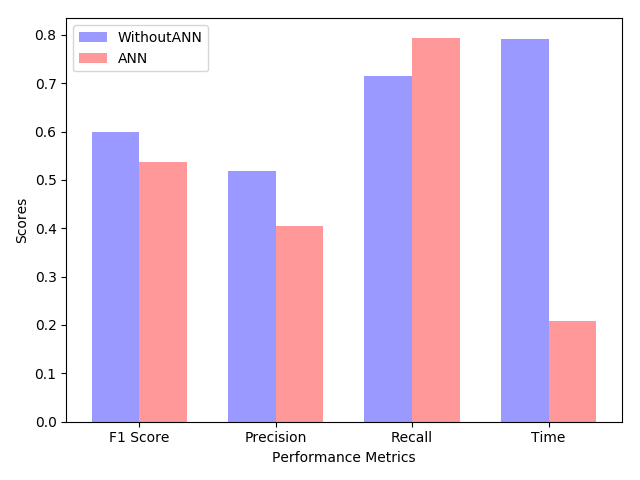 WithoutANN
ANN
0.8
0.7
0.6
0.5
0.4
0.3
0.2
0.1
0.0
Scores
F1 Score
Precision
Recall
Time
Performance Metrics